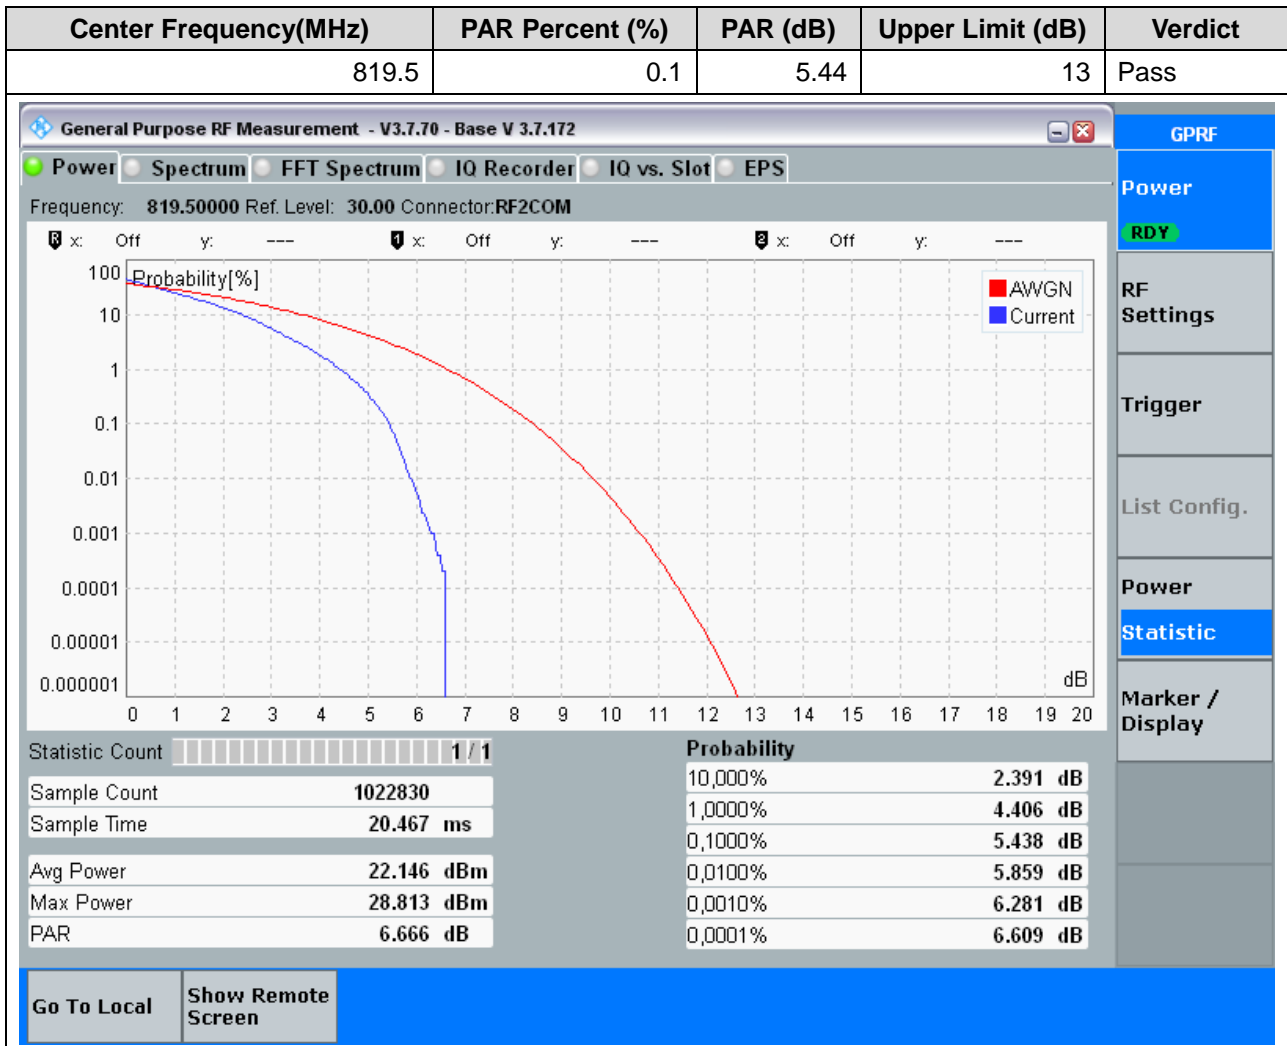 Center Frequency(MHz) PAR Percent (%) PAR (dB) Upper Limit (dB) Verdict
819.5 0.1 5.44 13 Pass
General Purpose RF Measurement - V3.7.70 - Base V 3.7.172
GPRF
Power Spectrum FFT Spectrum IQ Recorder IQ vs. Slot EPS
Power
RDY
Frequency: 819.50000 Ref. Level: 30.00 Connector:RF2COM
R x: Off y: --- 1 x: Off y: --- 2 x: Off y: ---
Probability[%]
100
10
1
0.1
0.01
0.001
0.0001
0.00001
0.000001
AWGN
Current
dB
0 1 2 3 4 5 6 7 8 9 10 11 12 13 14 15 16 17 18 19 20
RF
Settings
Trigger
List Config.
Power
Statistic
Marker /
Display
Statistic Count 1 / 1
Sample Count 1022830
Sample Time 20.467 ms
Avg Power 22.146 dBm
Max Power 28.813 dBm
PAR 6.666 dB
Probability
10,000% 2.391 dB
1,0000% 4.406 dB
0,1000% 5.438 dB
0,0100% 5.859 dB
0,0010% 6.281 dB
0,0001% 6.609 dB
Go To Local
Show Remote
Screen